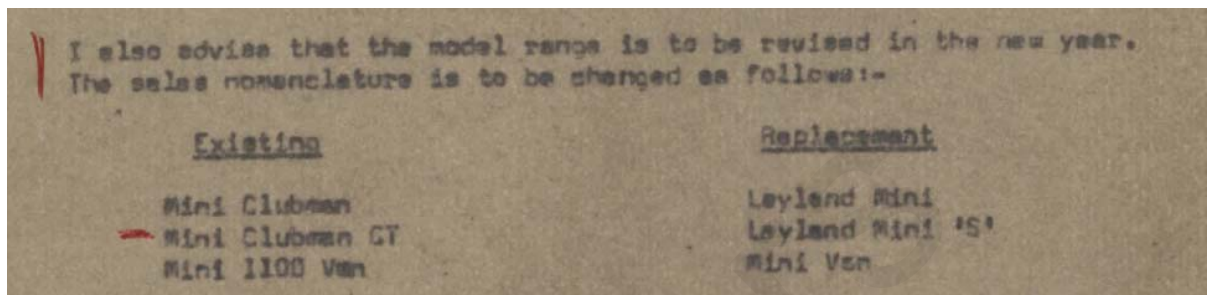 I also advise that the model range is to be revised in the new year.
The sales nomenclature is to be changed as follows:-
Existing Replacement
Mini Clubman Leyland Mini
Mini Clubman GT Leyland Mini 'S'
Mini 1100 Van Mini Van